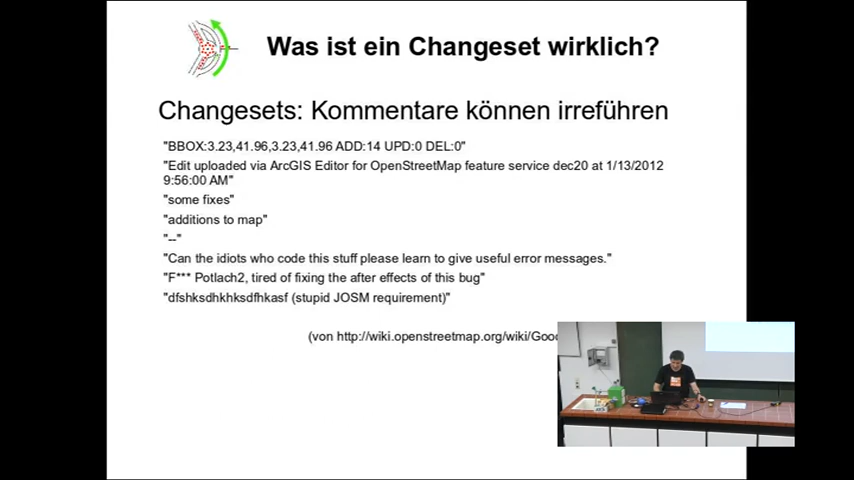 Was ist ein Changeset wirklich?
Changesets: Kommentare können irreführen
"BBOX:3.23,41.96,3.23,41.96 ADD:14 UPD:0 DEL:0"
"Edit uploaded via ArcGIS Editor for OpenStreetMap feature service dec20 at 1/13/2012
9:56:00 AM"
"some fixes"
"additions to map"
"--"
"Can the idiots who code this stuff please learn to give useful error messages."
"F*** Potlach2, tired of fixing the after effects of this bug"
"dfshksdhkhksdfhkasf (stupid JOSM requirement)"
(von http://wiki.openstreetmap.org/wiki/Goo